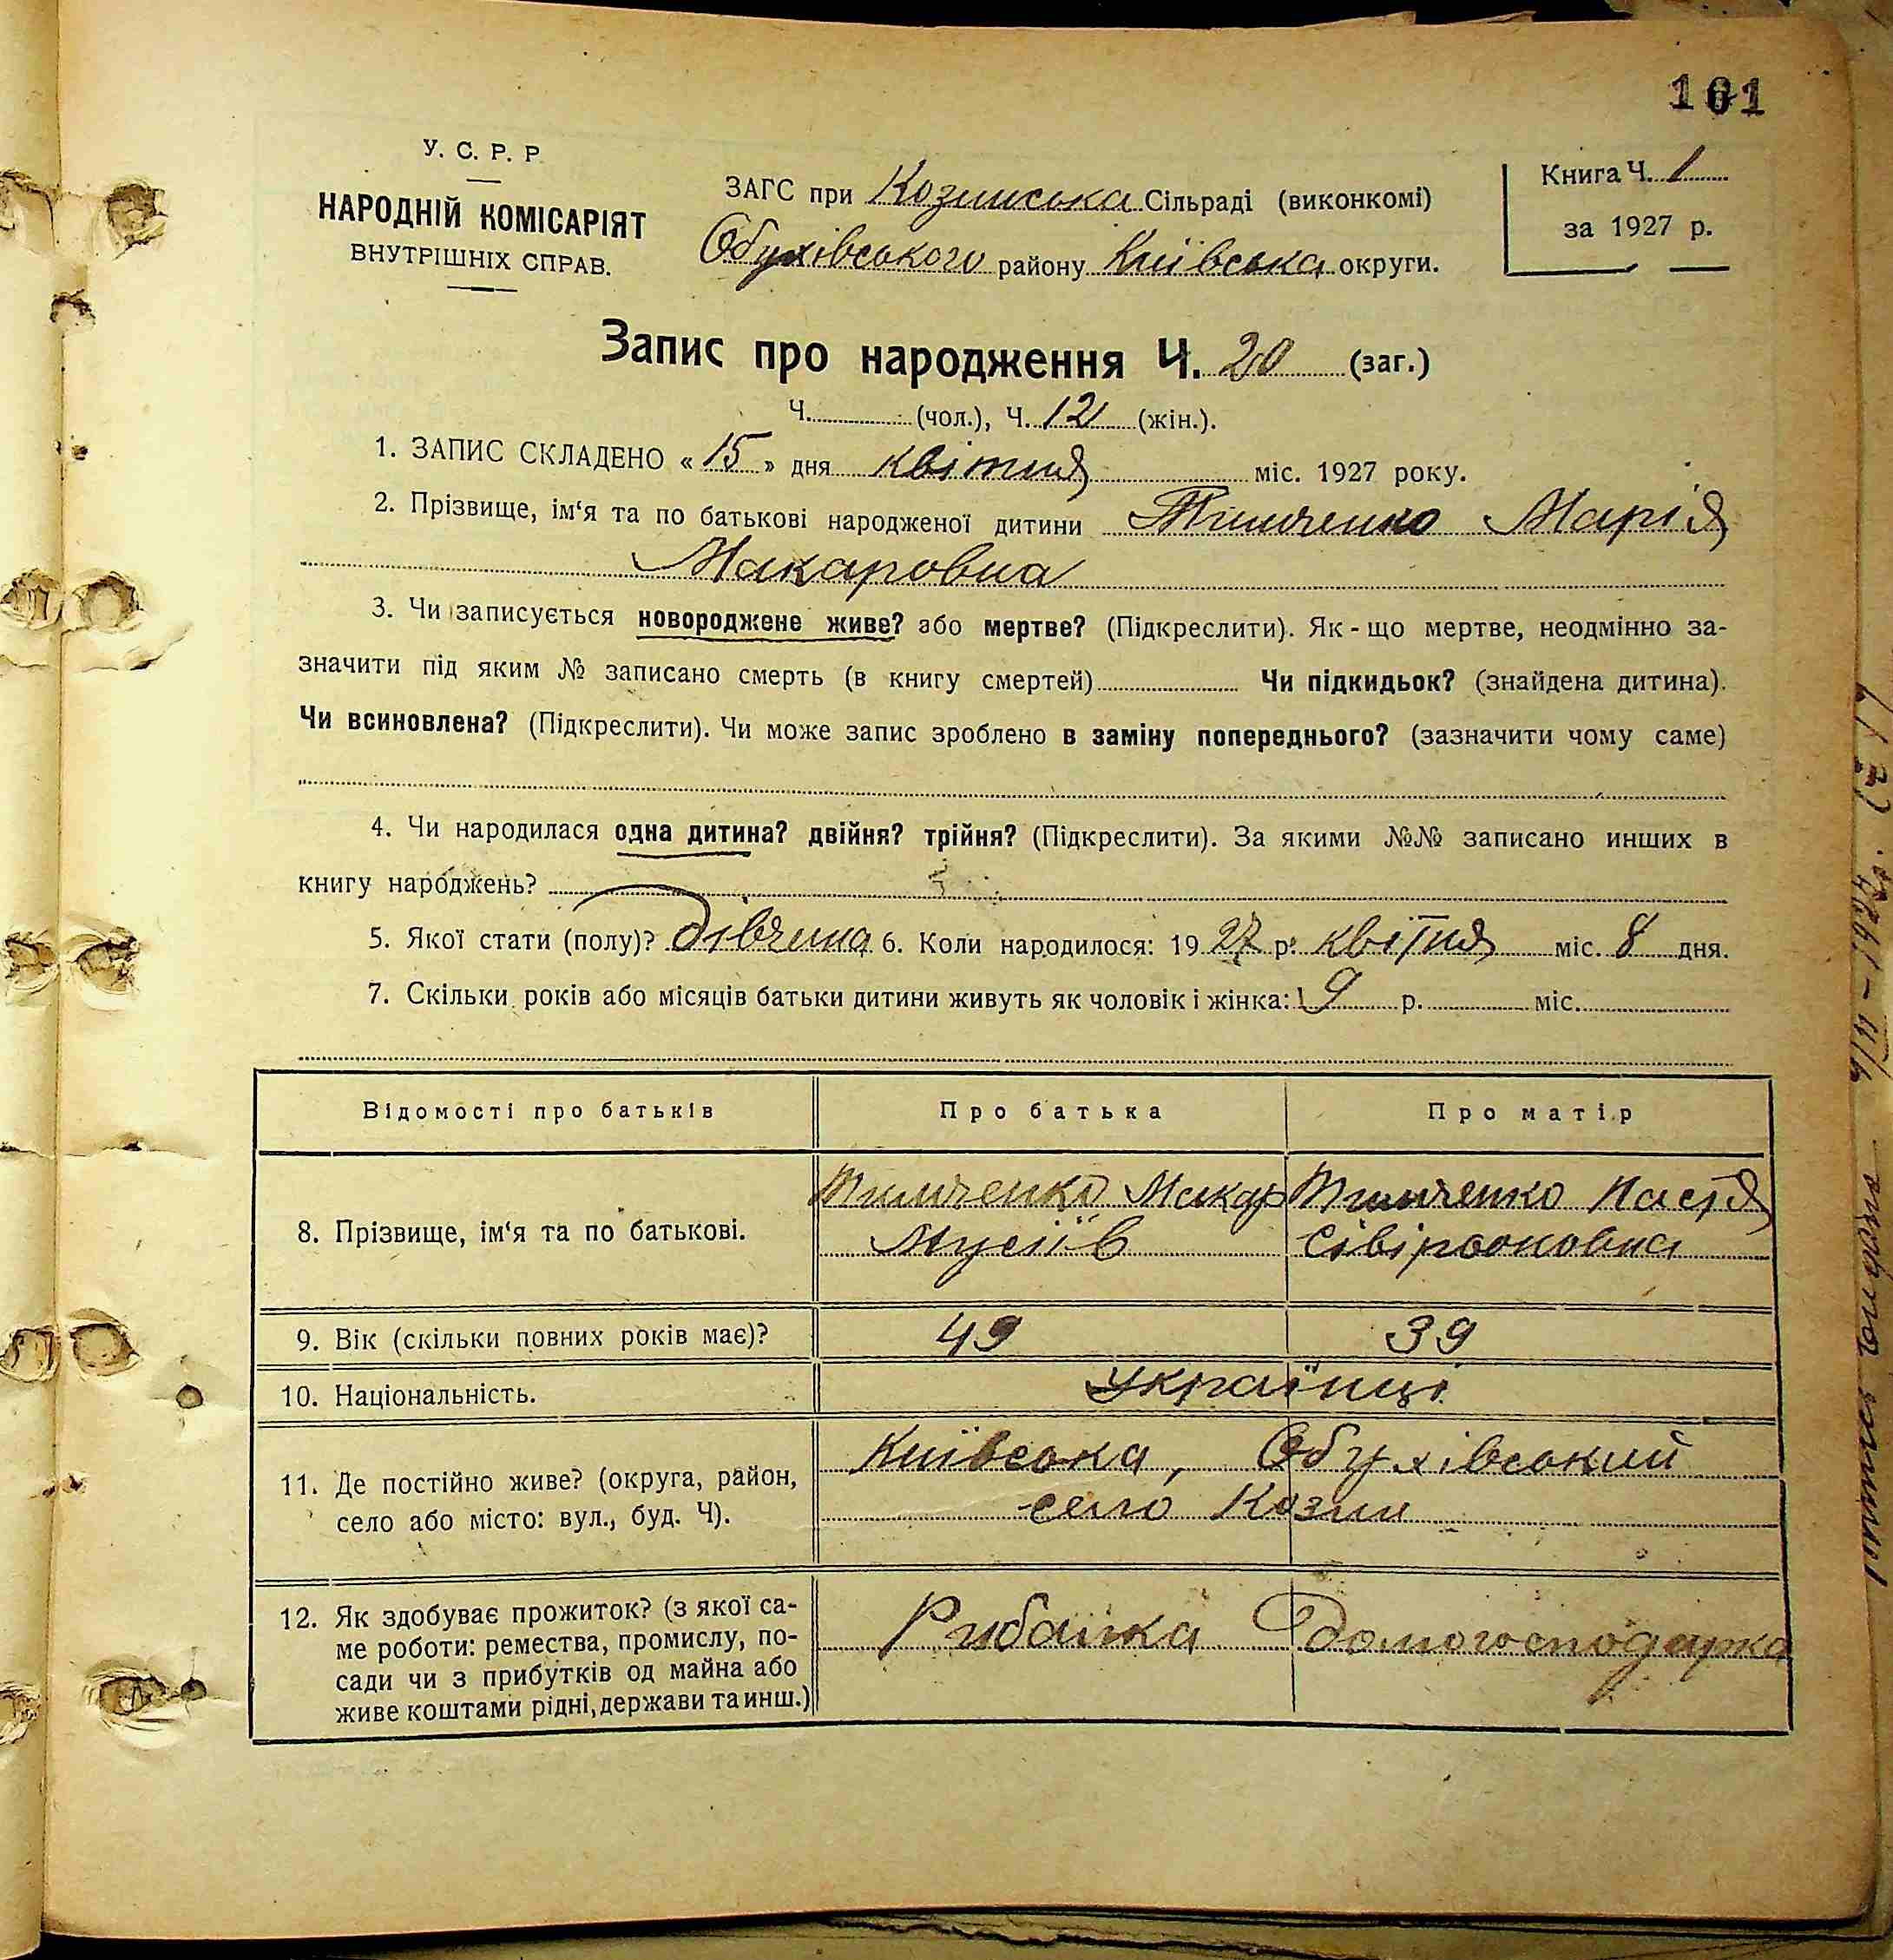 101
У. С. Р. Р.
НАРОДНІЙ КОМІСАРІЯТ
ВНУТРІШНІХ СПРАВ.
ЗАГС при Козинська Сільраді (виконкомі)
Обухівського району Київська округи.
Книга Ч. 1
за 1927 р.
Запис про народження Ч. 20 (заг.)
Ч. (чол.), Ч. 12 (жін.).
1. ЗАПИС СКЛАДЕНО «15» дня квітня міс. 1927 року.
2. Прізвище, ім‘я та по батькові народженої дитини Тимченко Марія
Макаровна
3. Чи записується новороджене живе? або мертве? (Підкреслити). Як-що мертве, неодмінно за-
значити під яким № записано смерть (в книгу смертей) Чи підкидьок? (знайдена дитина).
Чи всиновлена? (Підкреслити). Чи може запис зроблено в заміну попереднього? (зазначити чому саме)
4. Чи народилася одна дитина? двійня? трійня? (Підкреслити). За якими №№ записано инших в
книгу народжень?
5. Якої стати (полу)? дівчина 6. Коли народилося: 1927 р. квітня міс. 8 дня.
7. Скільки років або місяців батьки дитини живуть як чоловік і жінка: 19 р. міс.
Відомості про батьків Про батька Про матір
8. Прізвище, ім‘я та по батькові. Тимченко Макар Тимченко Настя
Мусіїв Сівіроновна
9. Вік (скільки повних років має)? 49 39
10. Національність. Українці
11. Де постійно живе? (округа, район, Київська, Обухівський
село або місто: вул., буд. Ч). село Козин
12. Як здобуває прожиток? (з якої са- Рибалка Домогосподарка
ме роботи: ремества, промислу, по-
сади чи з прибутків од майна або
живе коштами рідні, держави та инш.)